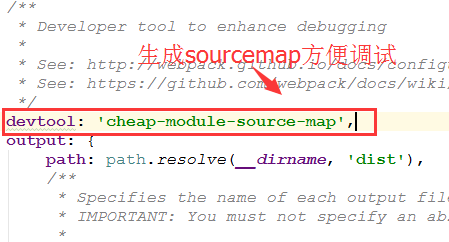 /**
* Developer tool to enhance debugging
*
生成sourcemap方便调试
* See: http://webpack.github.io/docs/config
* See: https://github.com/webpack/docs/wiki/
*/
devtool: 'cheap-module-source-map',
output: {
path: path.resolve(__dirname, 'dist'),
/**
* Specifies the name of each output file
* IMPORTANT: You must not specify an abs
*